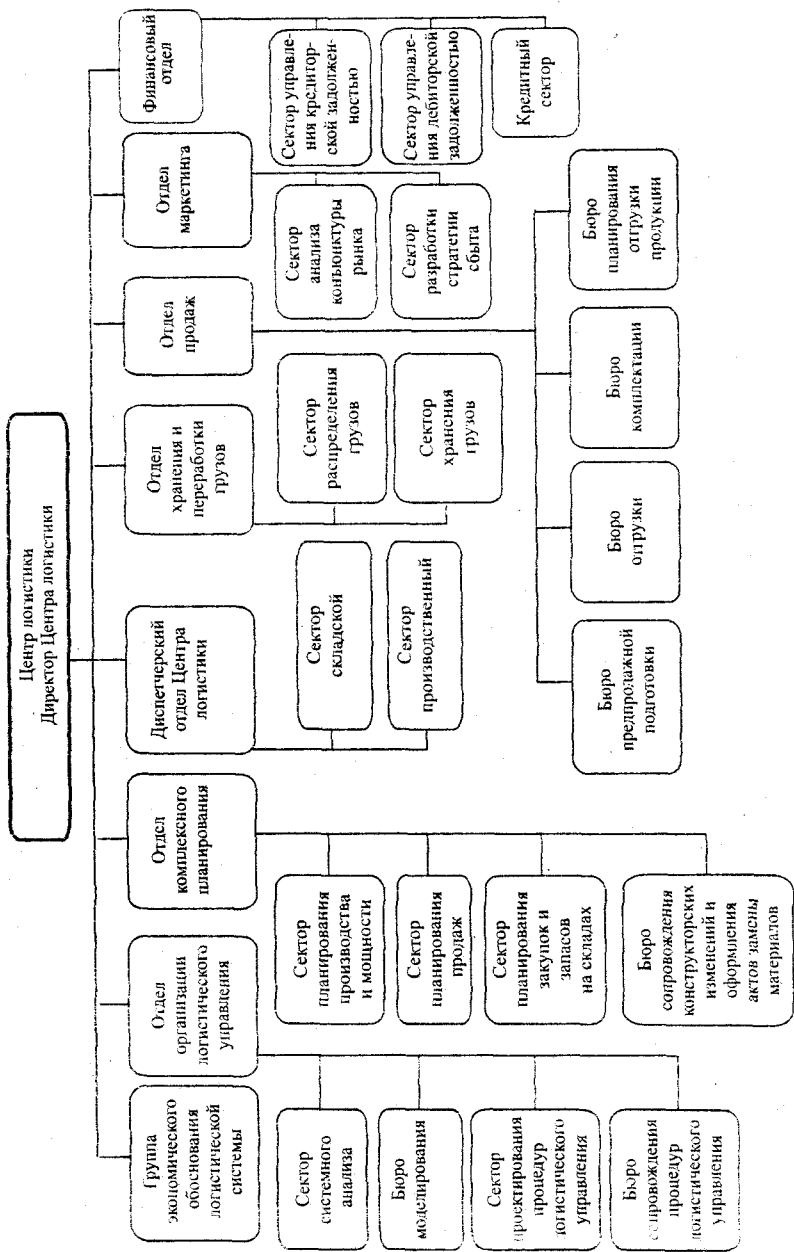 Центр логистики
Директор Центра логистики
Группа
экономического
обоснования
логистической
системы
Отдел
организации
логистического
управления
Отдел
комплексного
планирования
Диспетчерский
отдел Центра
логистики
Отдел
хранения и
переработки
грузов
Отдел
продаж
Отдел
маркетинга
Финансовый
отдел
Сектор
системного
анализа
Бюро
моделирования
Сектор
проектирования
процедур
логистического
управления
Бюро
сопровождения
процедур
логистического
управления
Сектор
планирования
производства
и мощности
Сектор
планирования
продаж
Сектор
планирования
закупок и
запасов
на складах
Бюро
сопровождения
конструкторских
изменений и
оформления
актов замены
материалов
Сектор
складской
Сектор
производственный
Сектор
распределения
грузов
Сектор
хранения
грузов
Бюро
предпродажной
подготовки
Бюро
отгрузки
Бюро
комплектации
Бюро
планирования
отгрузки
продукции
Сектор
анализа
конъюнктуры
рынка
Сектор
разработки
стратегии
сбыта
Сектор управле-
ния кредитор-
ской задолжен-
ностью
Сектор управле-
ния дебиторской
задолженностью
Кредитный
сектор